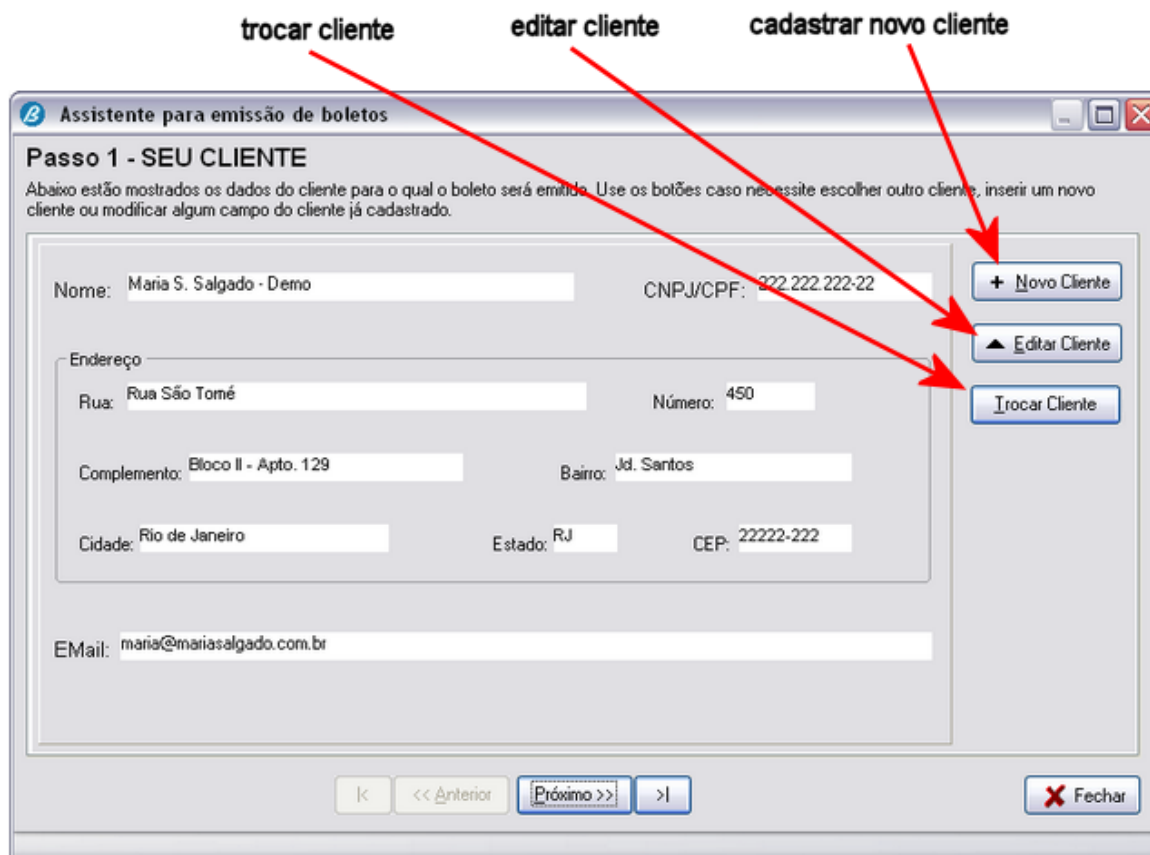 trocar cliente editar cliente cadastrar novo cliente
Assistente para emissão de boletos
Passo 1 - SEU CLIENTE
Abaixo estão mostrados os dados do cliente para o qual o boleto será emitido. Use os botões caso necessite escolher outro cliente, inserir um novo
cliente ou modificar algum campo do cliente já cadastrado.
Nome: Maria S. Salgado - Demo CNPJ/CPF: 222.222.222-22 + Novo Cliente
Editar Cliente
Endereço
Rua: Rua São Tomé Número: 450 Trocar Cliente
Complemento: Bloco II - Apto. 129 Bairro: Jd. Santos
Cidade: Rio de Janeiro Estado: RJ CEP: 22222-222
EMail: maria@mariasalgado.com.br
|< << Anterior Próximo >> >| Fechar